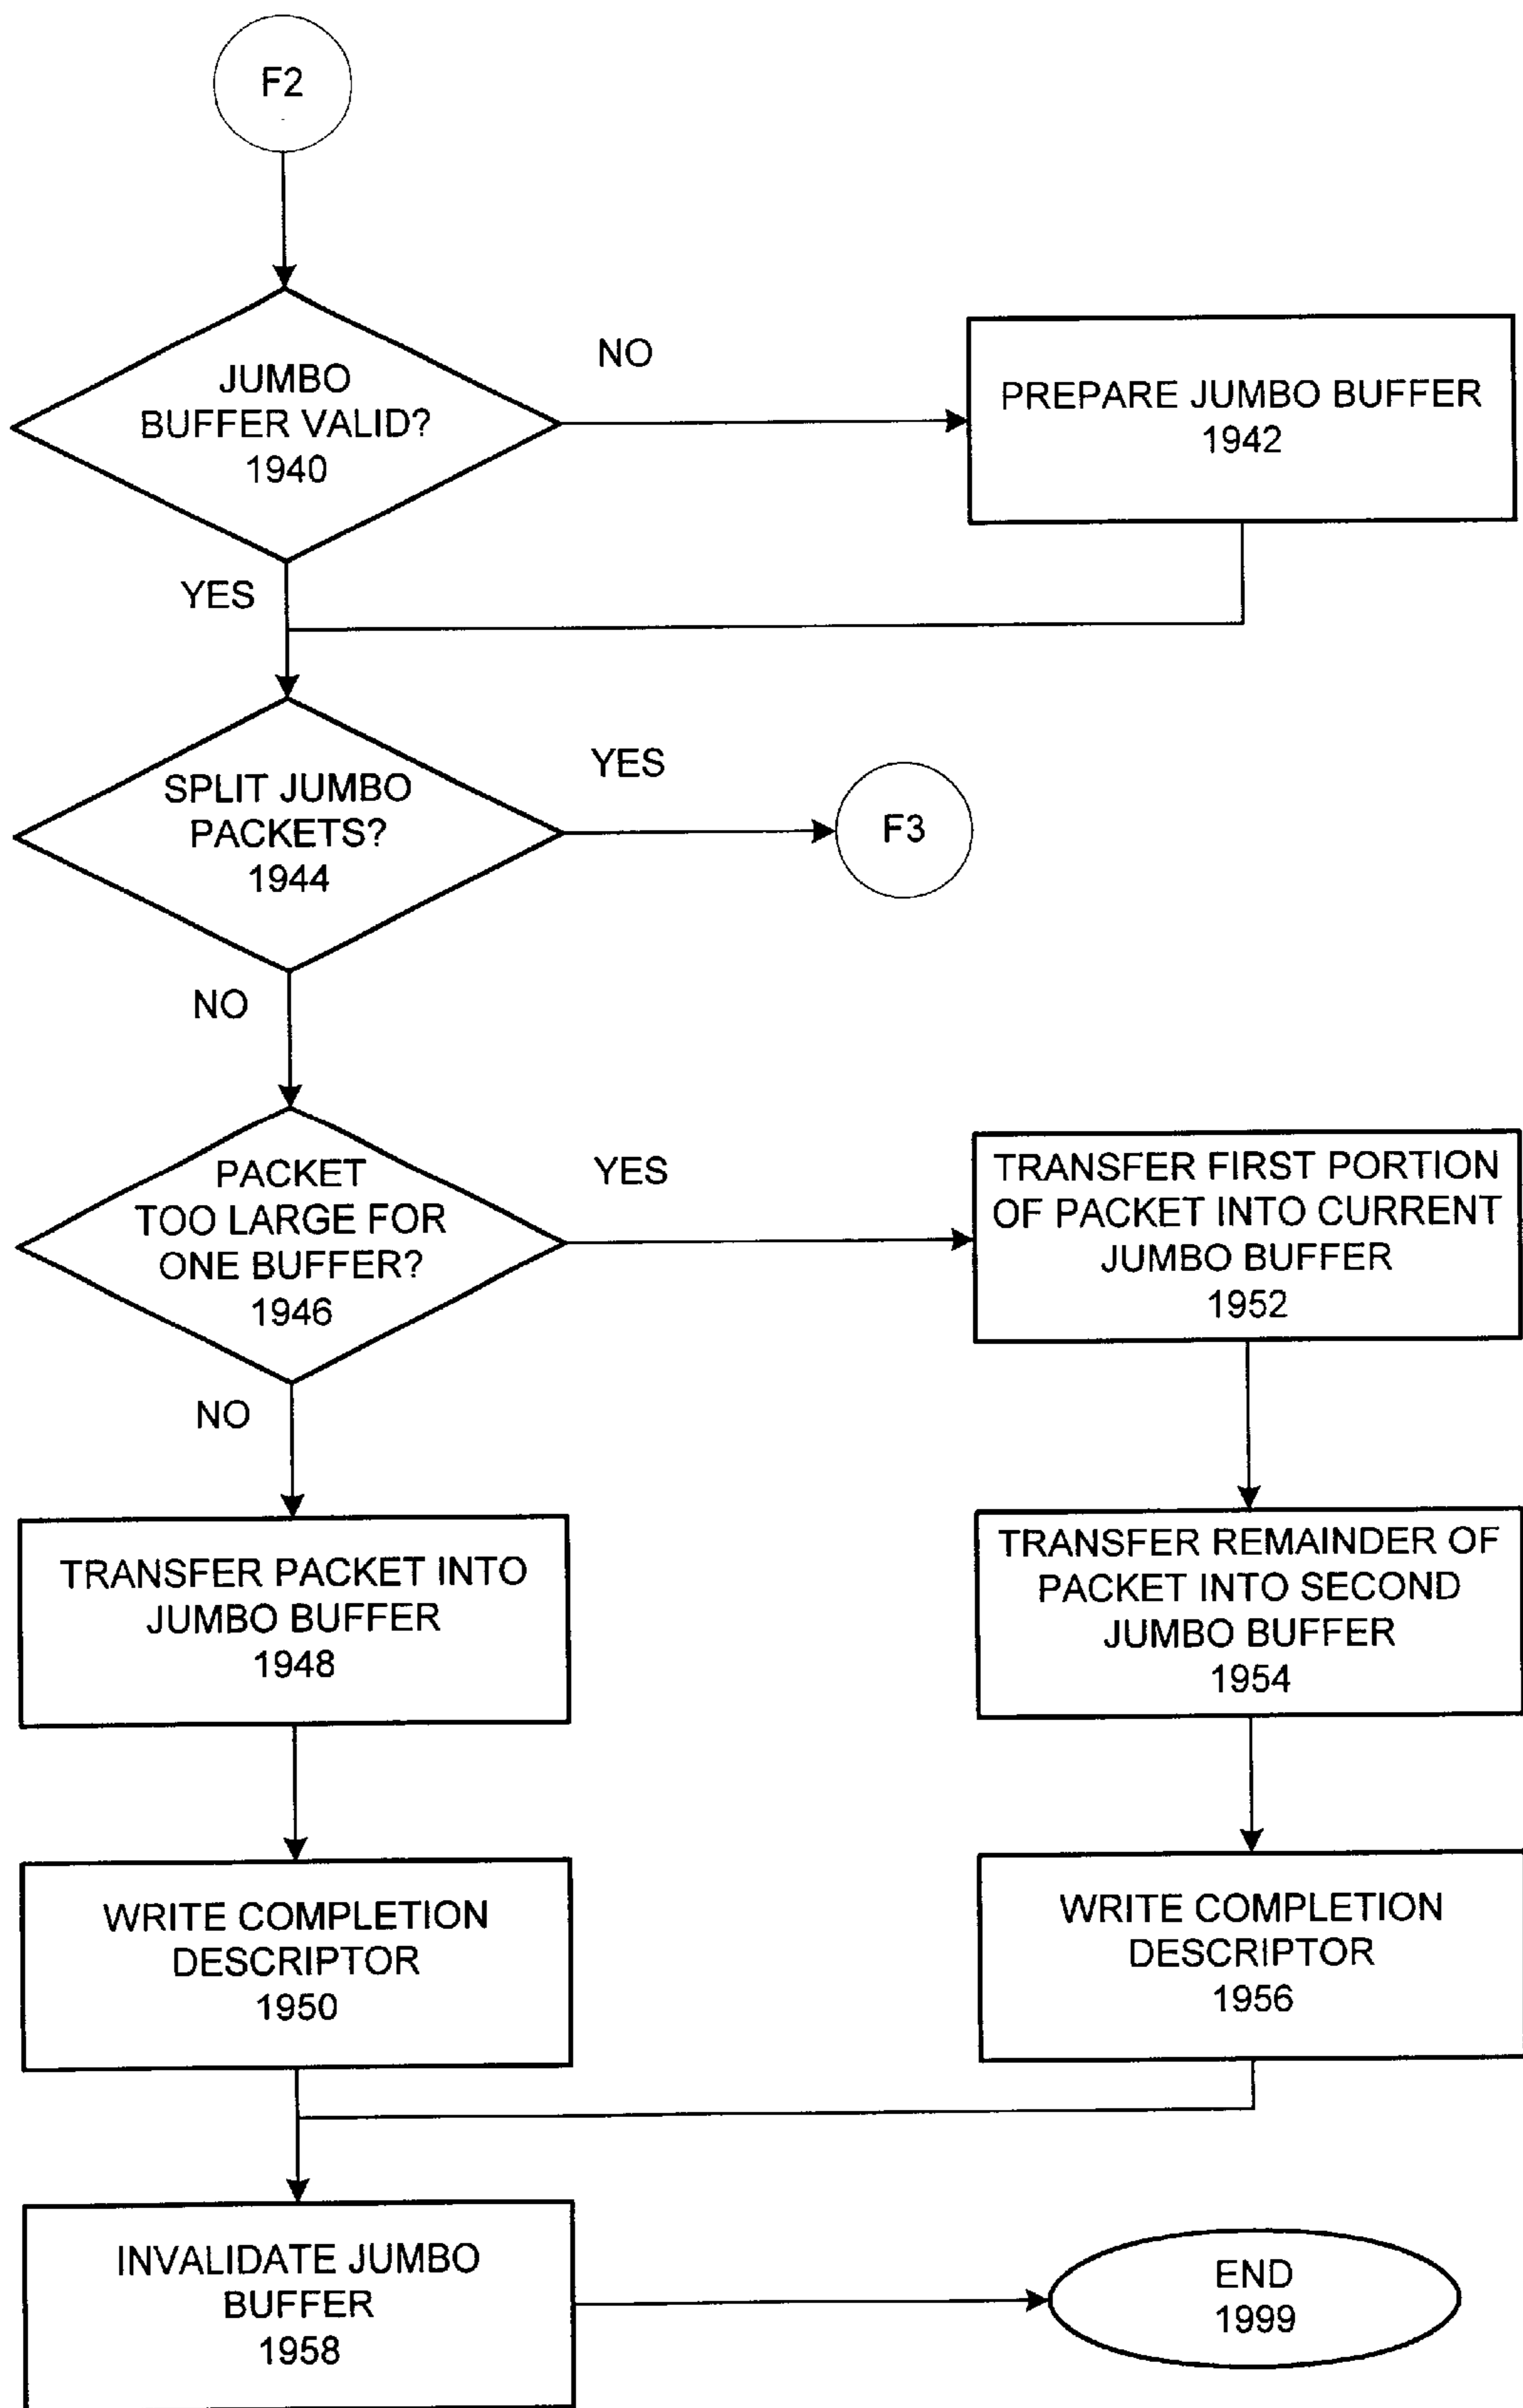 F2
JUMBO
BUFFER VALID?
1940
NO
PREPARE JUMBO BUFFER
1942
YES
SPLIT JUMBO
PACKETS?
1944
YES
F3
NO
PACKET
TOO LARGE FOR
ONE BUFFER?
1946
YES
TRANSFER FIRST PORTION
OF PACKET INTO CURRENT
JUMBO BUFFER
1952
NO
TRANSFER PACKET INTO
JUMBO BUFFER
1948
TRANSFER REMAINDER OF
PACKET INTO SECOND
JUMBO BUFFER
1954
WRITE COMPLETION
DESCRIPTOR
1950
WRITE COMPLETION
DESCRIPTOR
1956
INVALIDATE JUMBO
BUFFER
1958
END
1999